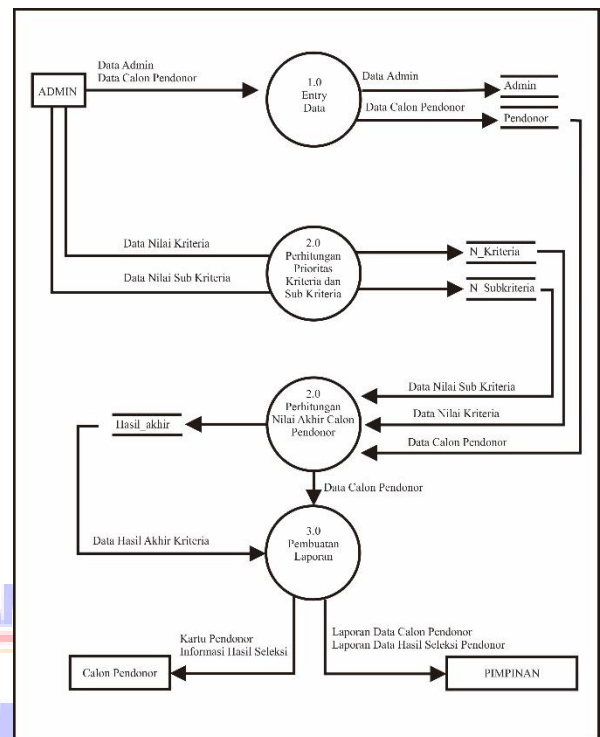 Data Admin
Data Calon Pendonor
ADMIN
1.0
Entry
Data
Data Admin
Admin
Data Calon Pendonor
Pendonor
Data Nilai Kriteria
Data Nilai Sub Kriteria
2.0
Perhitungan
Prioritas
Kriteria dan
Sub Kriteria
N_Kriteria
N_Subkriteria
Hasil_akhir
2.0
Perhitungan
Nilai Akhir Calon
Pendonor
Data Nilai Sub Kriteria
Data Nilai Kriteria
Data Calon Pendonor
Data Calon Pendonor
Data Hasil Akhir Kriteria
3.0
Pembuatan
Laporan
Kartu Pendonor
Informasi Hasil Seleksi
Laporan Data Calon Pendonor
Laporan Data Hasil Seleksi Pendonor
Calon Pendonor
PIMPINAN